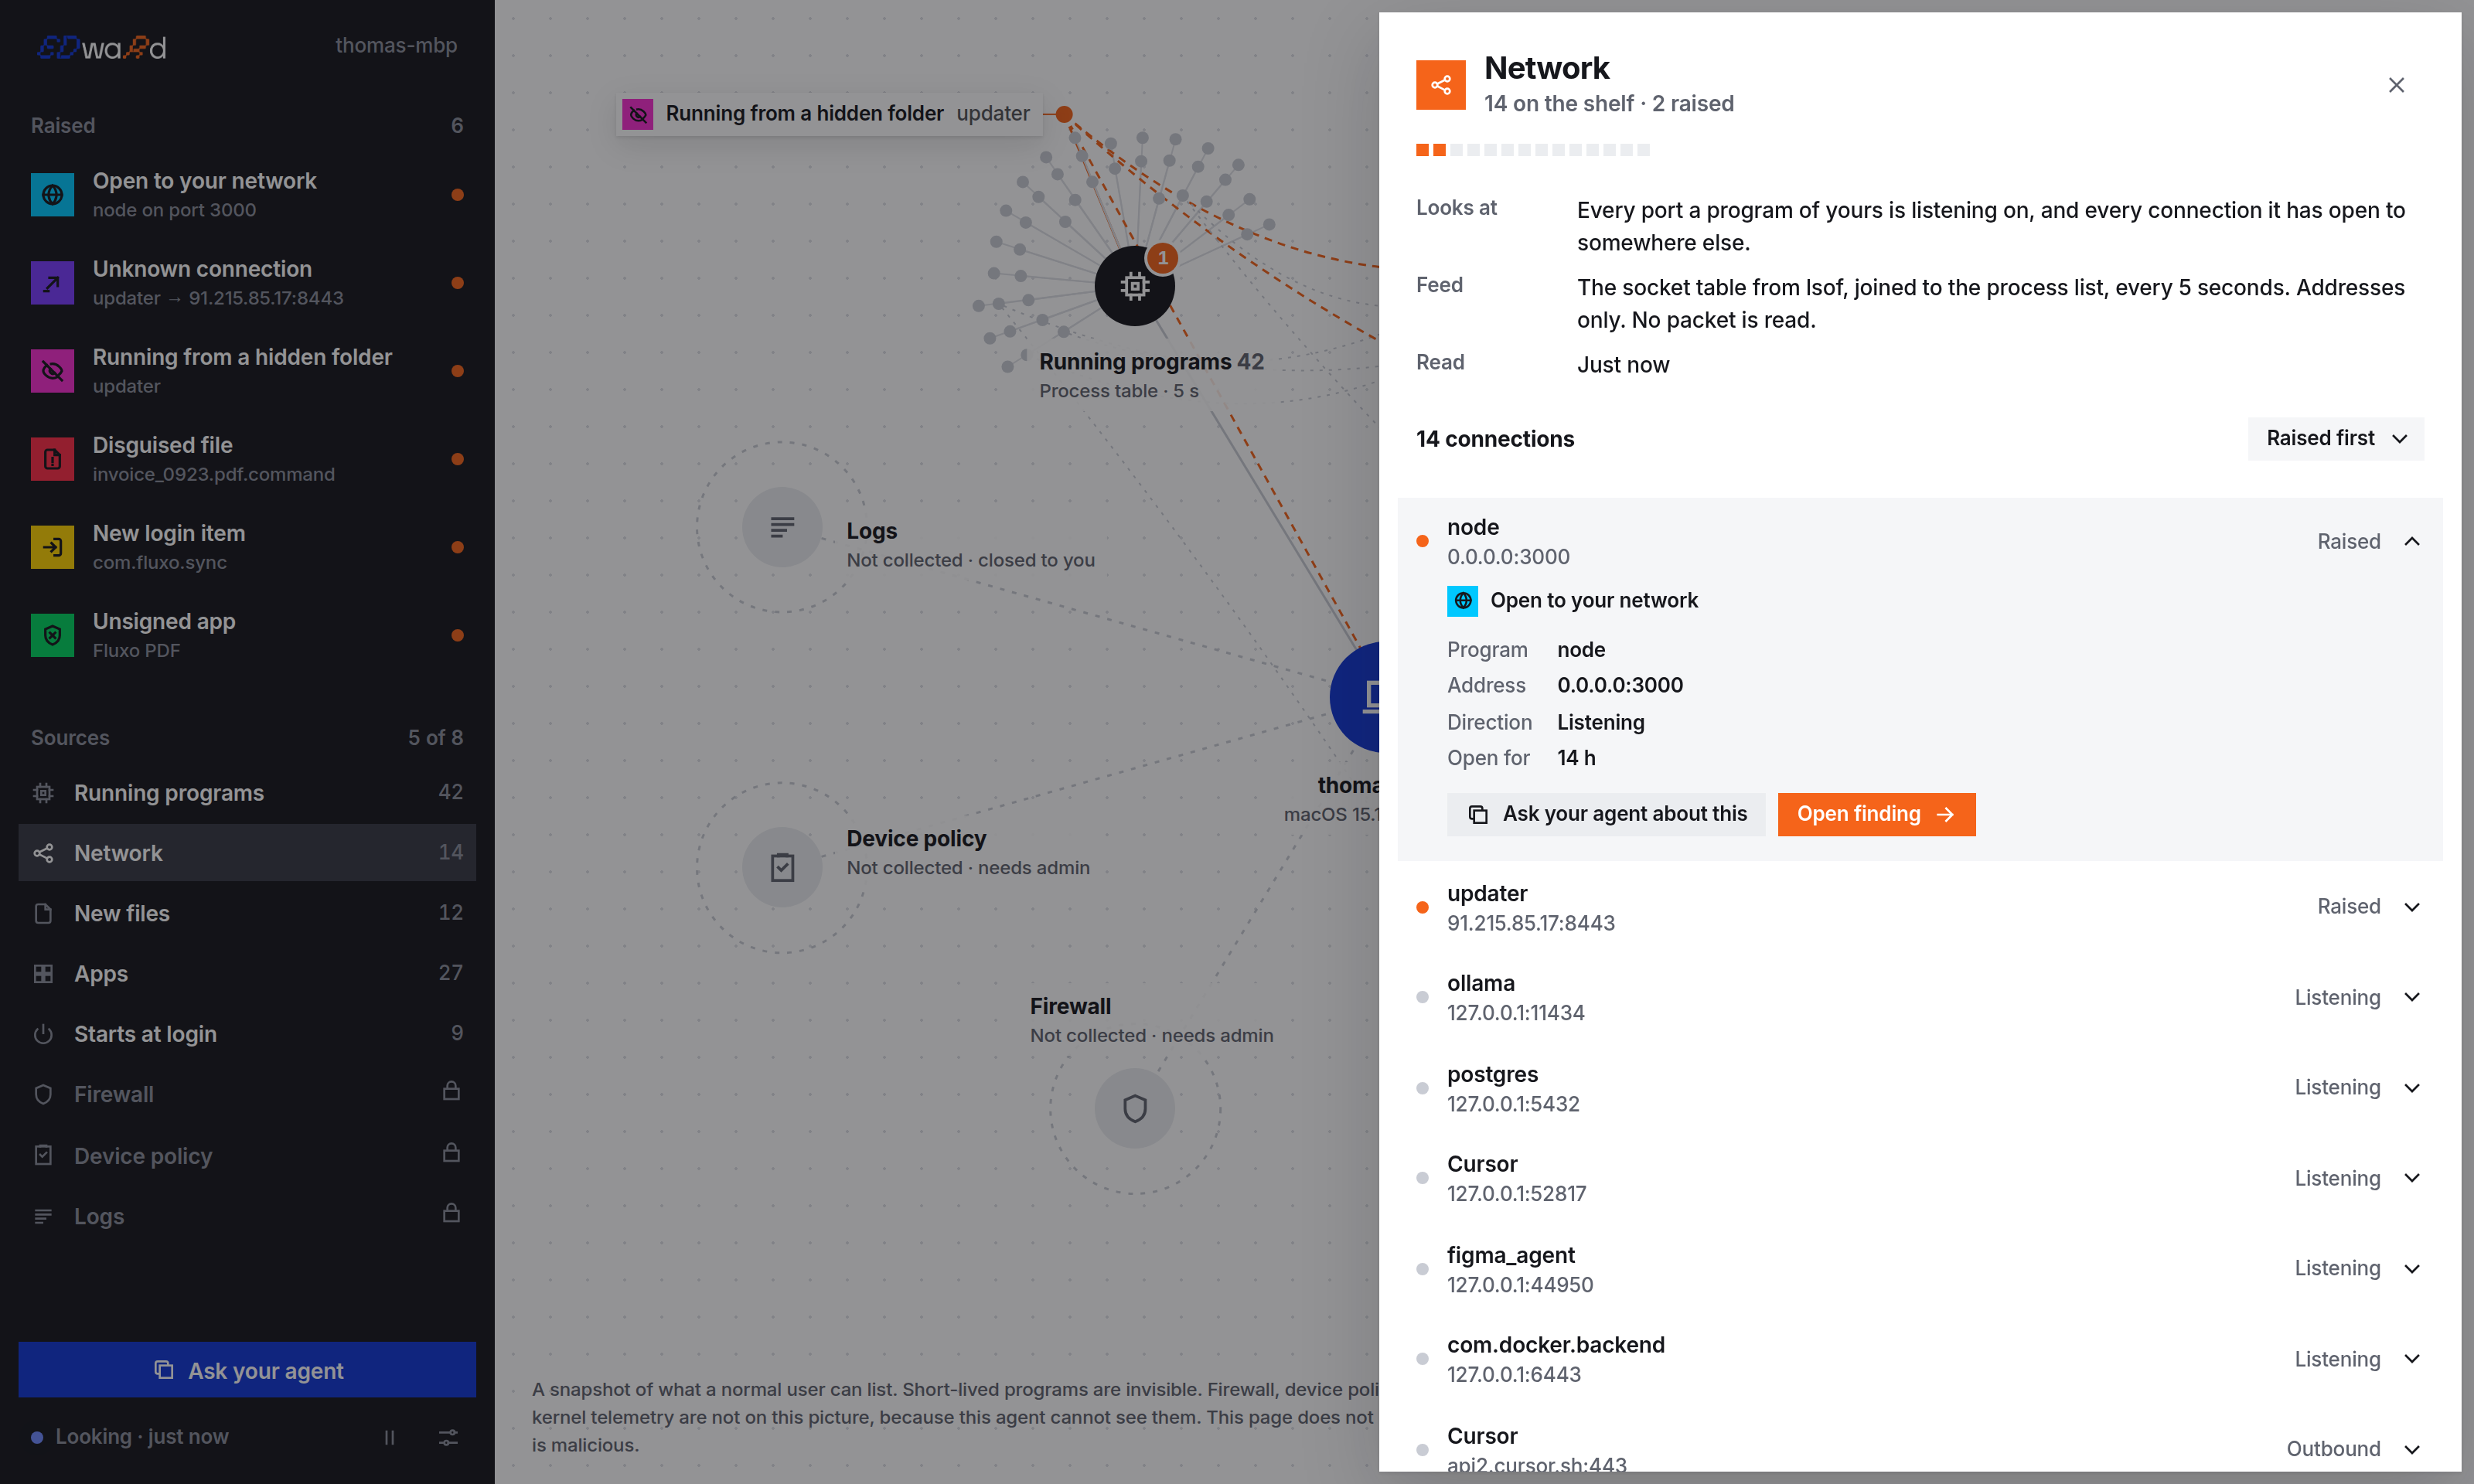 EDwaRd
thomas-mbp
Raised
6
Open to your network
node on port 3000
Unknown connection
updater → 91.215.85.17:8443
Running from a hidden folder
updater
Disguised file
invoice_0923.pdf.command
New login item
com.fluxo.sync
Unsigned app
Fluxo PDF
Sources
5 of 8
Running programs
42
Network
14
New files
12
Apps
27
Starts at login
9
Firewall
Device policy
Logs
Ask your agent
Looking · just now
Running from a hidden folder updater
1
Running programs 42
Process table · 5 s
Logs
Not collected · closed to you
Device policy
Not collected · needs admin
Firewall
Not collected · needs admin
thoma
macOS 15.1
A snapshot of what a normal user can list. Short-lived programs are invisible. Firewall, device poli
kernel telemetry are not on this picture, because this agent cannot see them. This page does not
is malicious.
Network
14 on the shelf · 2 raised
Looks at
Every port a program of yours is listening on, and every connection it has open to
somewhere else.
Feed
The socket table from lsof, joined to the process list, every 5 seconds. Addresses
only. No packet is read.
Read
Just now
14 connections
Raised first
node
0.0.0.0:3000
Raised
Open to your network
Program node
Address 0.0.0.0:3000
Direction Listening
Open for 14 h
Ask your agent about this
Open finding
updater
91.215.85.17:8443
Raised
ollama
127.0.0.1:11434
Listening
postgres
127.0.0.1:5432
Listening
Cursor
127.0.0.1:52817
Listening
figma_agent
127.0.0.1:44950
Listening
com.docker.backend
127.0.0.1:6443
Listening
Cursor
api2.cursor.sh:443
Outbound